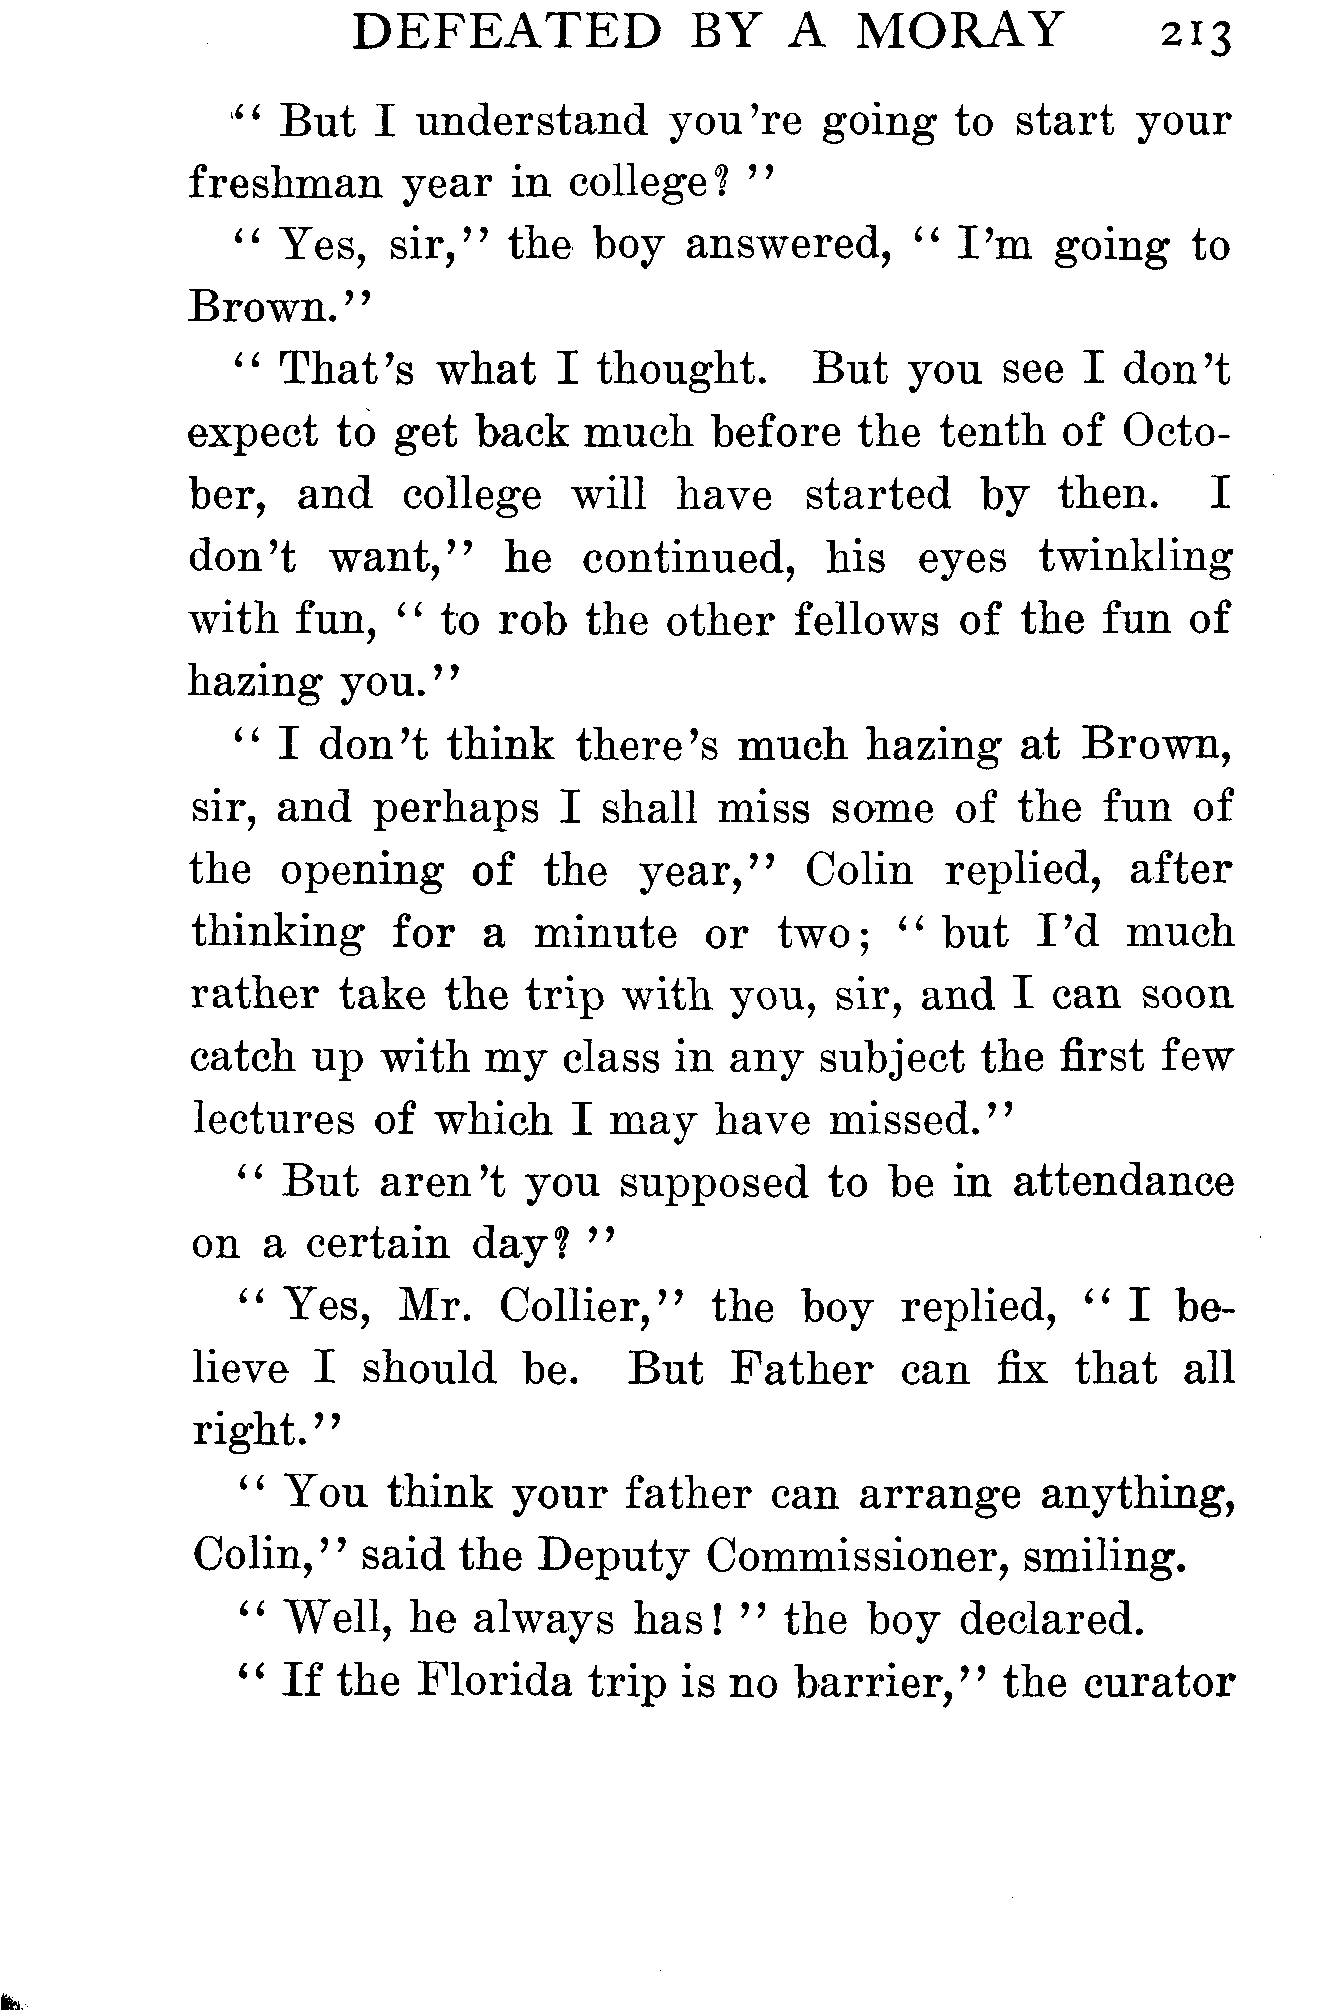 DEFEATED BY A MORAY 213
“ But I understand you’re going to start your
freshman year in college? ”
“ Yes, sir,” the boy answered, “ I’m going to
Brown.”
“ That’s what I thought. But you see I don’t
expect to get back much before the tenth of Octo-
ber, and college will have started by then. I
don’t want,” he continued, his eyes twinkling
with fun, “ to rob the other fellows of the fun of
hazing you.”
“ I don’t think there’s much hazing at Brown,
sir, and perhaps I shall miss some of the fun of
the opening of the year,” Colin replied, after
thinking for a minute or two; “ but I’d much
rather take the trip with you, sir, and I can soon
catch up with my class in any subject the first few
lectures of which I may have missed.”
“ But aren’t you supposed to be in attendance
on a certain day? ”
“ Yes, Mr. Collier,” the boy replied, “ I be-
lieve I should be. But Father can fix that all
right.”
“ You think your father can arrange anything,
Colin,” said the Deputy Commissioner, smiling.
“ Well, he always has! ” the boy declared.
“ If the Florida trip is no barrier,” the curator